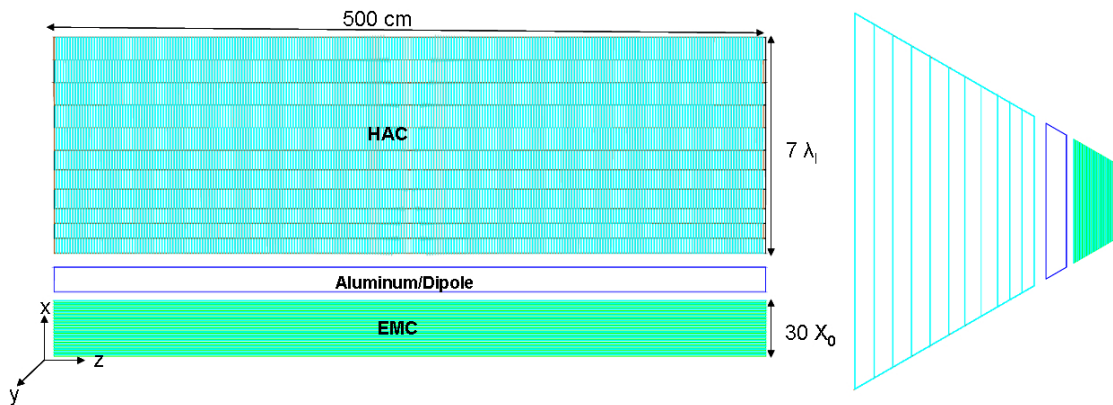 500 cm
HAC
7 λI
Aluminum/Dipole
x
EMC
30 X0
z
y